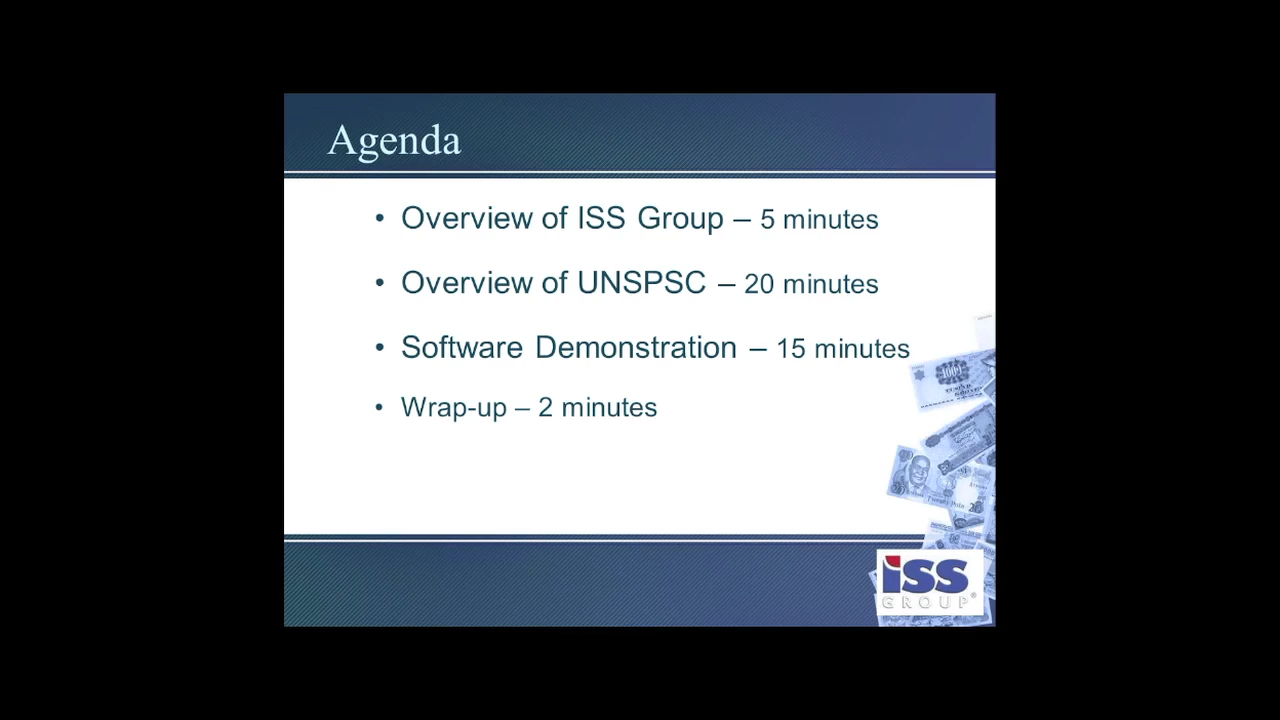 Agenda
• Overview of ISS Group – 5 minutes
• Overview of UNSPSC – 20 minutes
• Software Demonstration – 15 minutes
• Wrap-up – 2 minutes
iSS
GROUP®